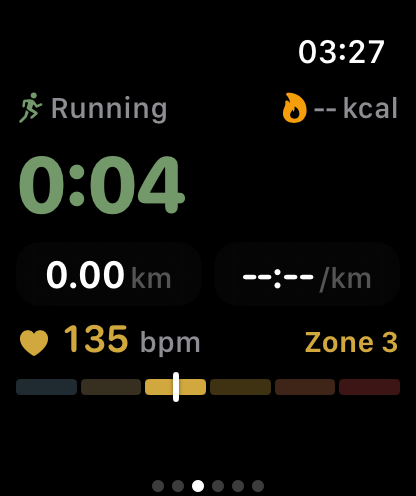 03:27
Running -- kcal
0:04
0.00 km --:-- /km
135 bpm Zone 3